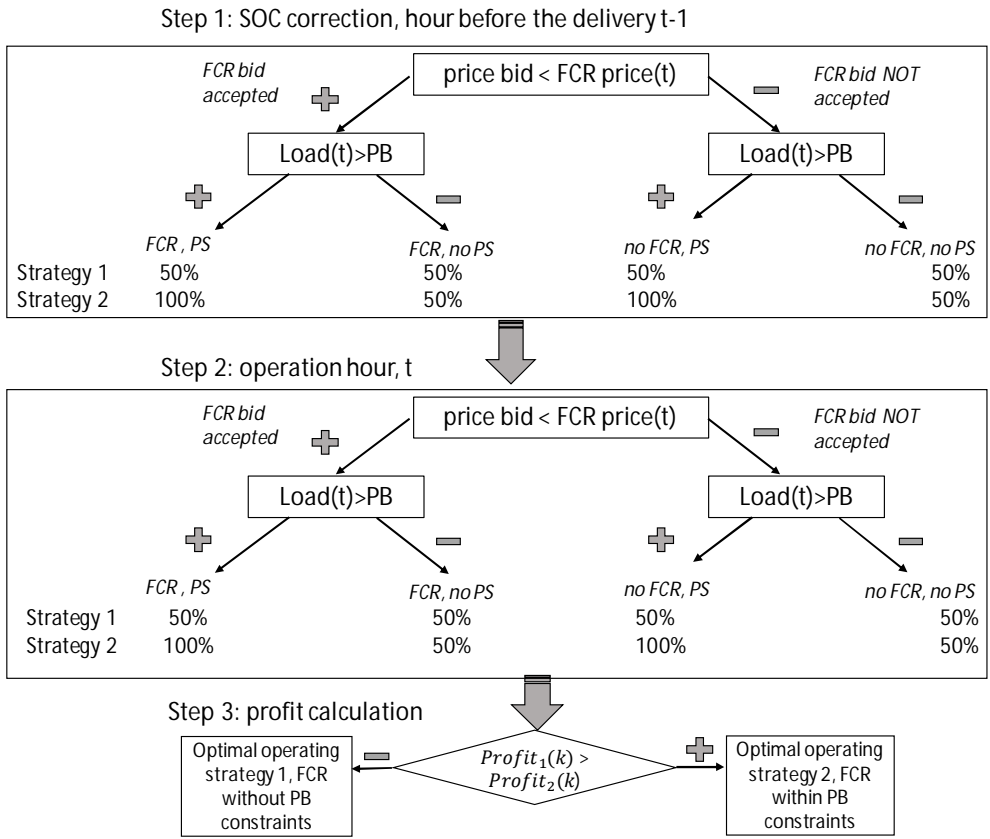 Step 1: SOC correction, hour before the delivery t-1
FCR bid
accepted
price bid < FCR price(t)
FCR bid NOT
accepted
Load(t)>PB
Load(t)>PB
FCR , PS
FCR, no PS
no FCR, PS
no FCR, no PS
Strategy 1 50% 50% 50% 50%
Strategy 2 100% 50% 100% 50%
Step 2: operation hour, t
FCR bid
accepted
price bid < FCR price(t)
FCR bid NOT
accepted
Load(t)>PB
Load(t)>PB
FCR , PS
FCR, no PS
no FCR, PS
no FCR, no PS
Strategy 1 50% 50% 50% 50%
Strategy 2 100% 50% 100% 50%
Step 3: profit calculation
Optimal operating
strategy 1, FCR
without PB
constraints
Profit₁(k) >
Profit₂(k)
Optimal operating
strategy 2, FCR
within PB
constraints